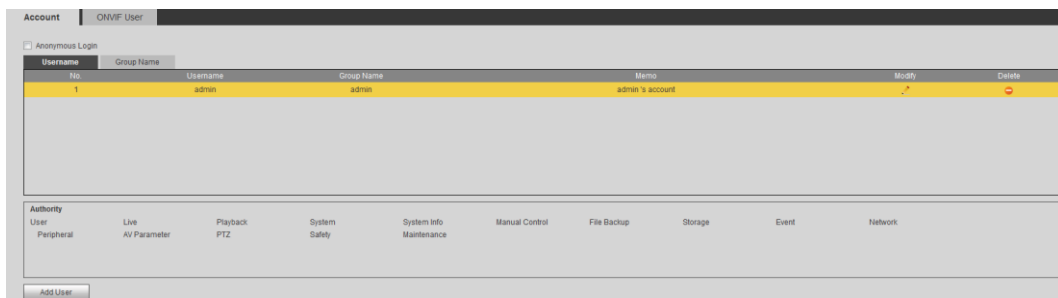 Account ONVIF User
Anonymous Login
Username Group Name
No. Username Group Name Memo Modify Delete
1 admin admin admin 's account
Authority
User Live Playback System System Info Manual Control File Backup Storage Event Network
Peripheral AV Parameter PTZ Safety Maintenance
Add User